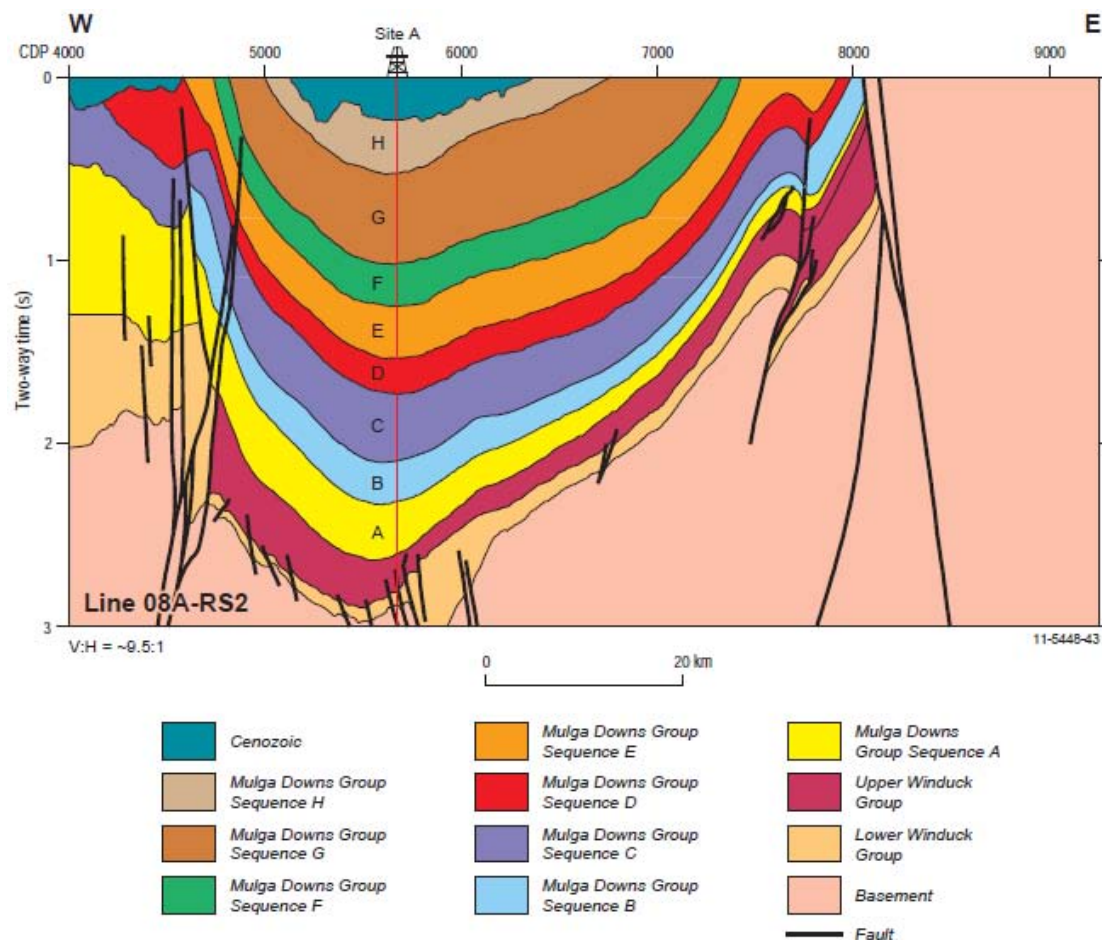 W
E
Site A
CDP 4000 5000 6000 7000 8000 9000
0
H
G
1
F
E
D
C
2
B
A
3
Two-way time (s)
Line 08A-RS2
V:H = ~9.5:1
11-5448-43
0 20 km
Cenozoic
Mulga Downs Group
Sequence H
Mulga Downs Group
Sequence G
Mulga Downs Group
Sequence F
Mulga Downs Group
Sequence E
Mulga Downs Group
Sequence D
Mulga Downs Group
Sequence C
Mulga Downs Group
Sequence B
Mulga Downs
Group Sequence A
Upper Winduck
Group
Lower Winduck
Group
Basement
Fault